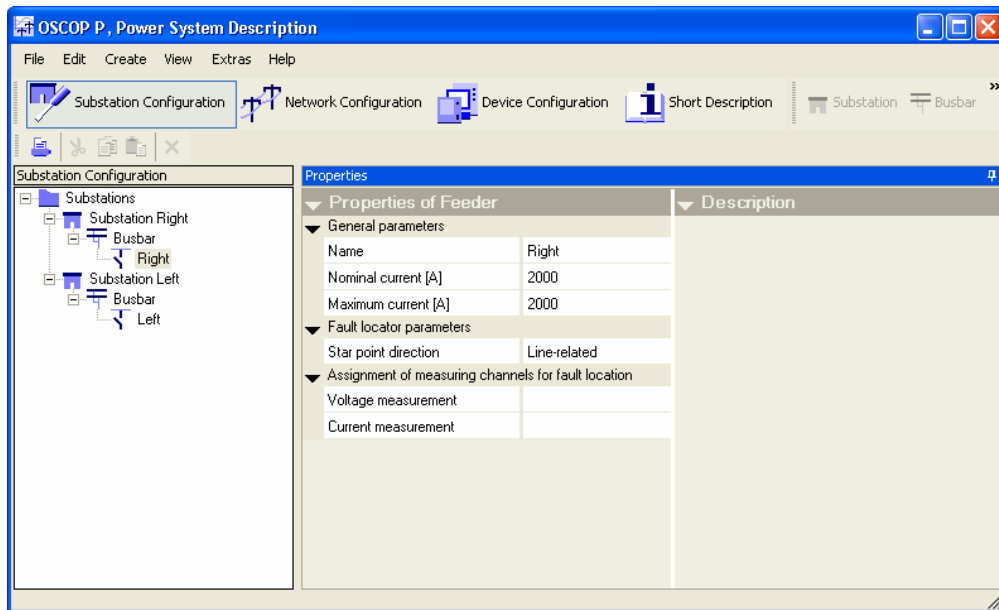 OSCOP P, Power System Description
File Edit Create View Extras Help
Substation Configuration Network Configuration Device Configuration Short Description Substation Busbar »
Substation Configuration
Substations
Substation Right
Busbar
Right
Substation Left
Busbar
Left
Properties
Properties of Feeder
General parameters
Name Right
Nominal current [A] 2000
Maximum current [A] 2000
Fault locator parameters
Star point direction Line-related
Assignment of measuring channels for fault location
Voltage measurement
Current measurement
Description